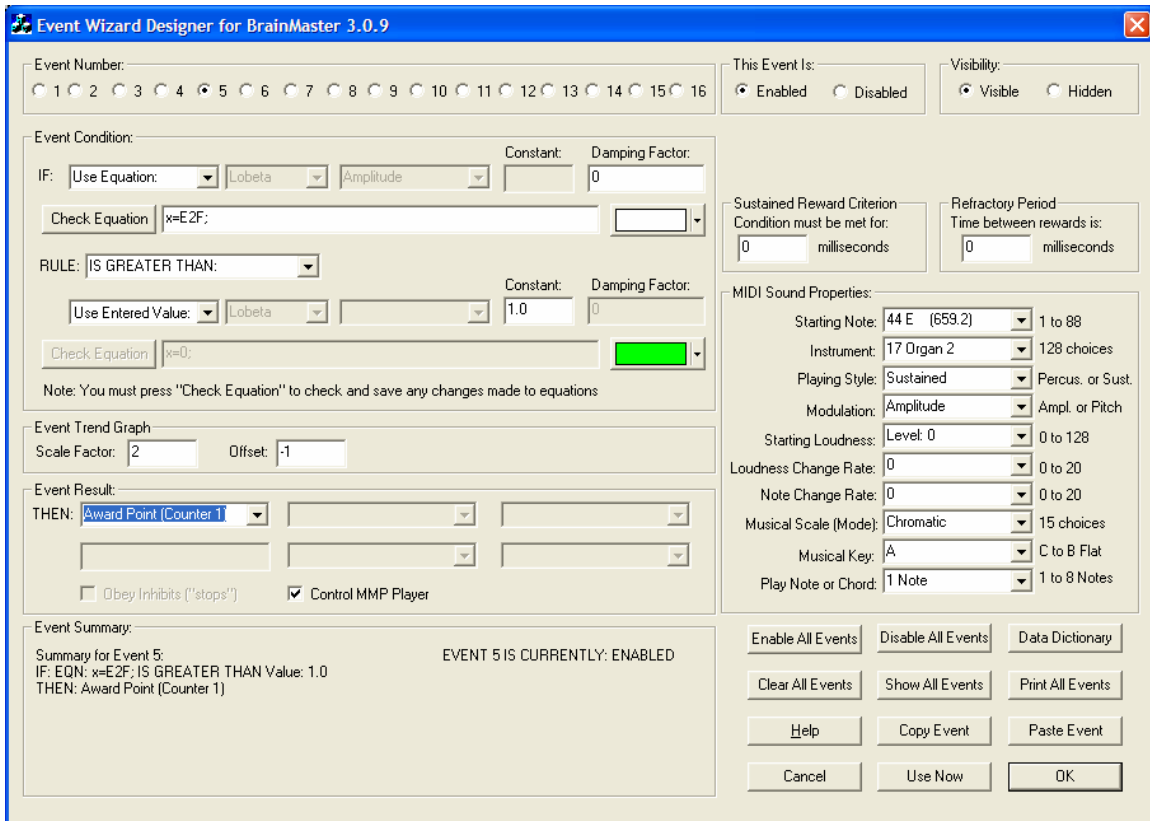 Event Wizard Designer for BrainMaster 3.0.9
Event Number:
1 2 3 4 5 6 7 8 9 10 11 12 13 14 15 16
This Event Is:
Enabled Disabled
Visibility:
Visible Hidden
Event Condition:
Constant: Damping Factor:
IF: Use Equation: Lobeta Amplitude 0
Check Equation x=E2F;
RULE: IS GREATER THAN:
Constant: Damping Factor:
Use Entered Value: Lobeta 1.0 0
Check Equation x=0;
Note: You must press "Check Equation" to check and save any changes made to equations
Sustained Reward Criterion
Condition must be met for:
0 milliseconds
Refractory Period
Time between rewards is:
0 milliseconds
Event Trend Graph
Scale Factor: 2 Offset: -1
Event Result:
THEN: Award Point (Counter 1)
Obey Inhibits ("stops") Control MMP Player
MIDI Sound Properties:
Starting Note: 44 E (659.2) 1 to 88
Instrument: 17 Organ 2 128 choices
Playing Style: Sustained Percus. or Sust.
Modulation: Amplitude Ampl. or Pitch
Starting Loudness: Level: 0 0 to 128
Loudness Change Rate: 0 0 to 20
Note Change Rate: 0 0 to 20
Musical Scale (Mode): Chromatic 15 choices
Musical Key: A C to B Flat
Play Note or Chord: 1 Note 1 to 8 Notes
Event Summary:
Summary for Event 5: EVENT 5 IS CURRENTLY: ENABLED
IF: EQN: x=E2F; IS GREATER THAN Value: 1.0
THEN: Award Point (Counter 1)
Enable All Events Disable All Events Data Dictionary
Clear All Events Show All Events Print All Events
Help Copy Event Paste Event
Cancel Use Now OK